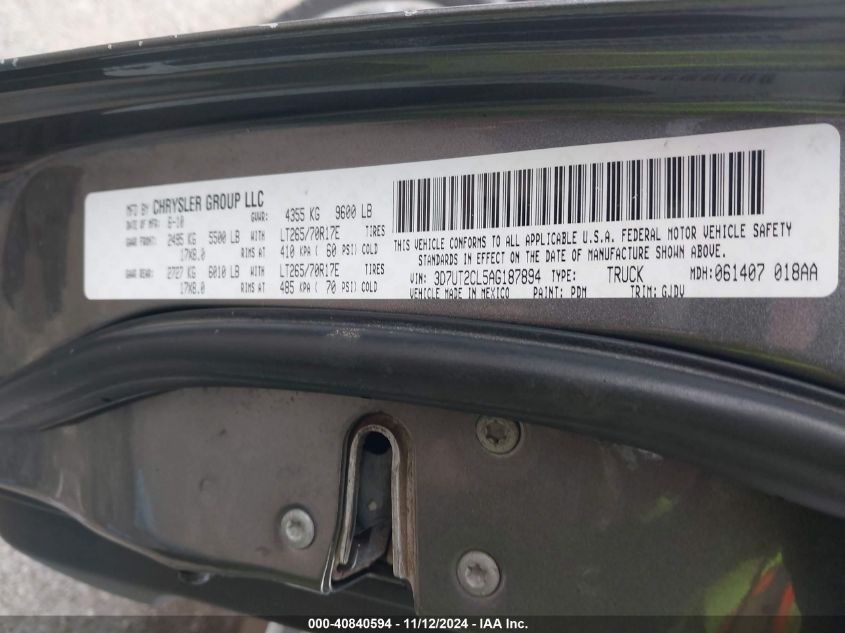 MFD BY CHRYSLER GROUP LLC
DATE OF MFR: 6-10 GVWR: 4355 KG 9600 LB
GAWR FRONT: 2495 KG 5500 LB WITH LT265/70R17E TIRES
17X8.0 RIMS AT 410 KPA ( 60 PSI) COLD
GAWR REAR: 2727 KG 6010 LB WITH LT265/70R17E TIRES
17X8.0 RIMS AT 485 KPA ( 70 PSI) COLD
THIS VEHICLE CONFORMS TO ALL APPLICABLE U.S.A. FEDERAL MOTOR VEHICLE SAFETY
STANDARDS IN EFFECT ON THE DATE OF MANUFACTURE SHOWN ABOVE.
VIN: 3D7UT2CL5AG187894 TYPE: TRUCK MDH: 061407 018AA
VEHICLE MADE IN MEXICO PAINT: PDM TRIM: GJDV
000-40840594 - 11/12/2024 - IAA Inc.